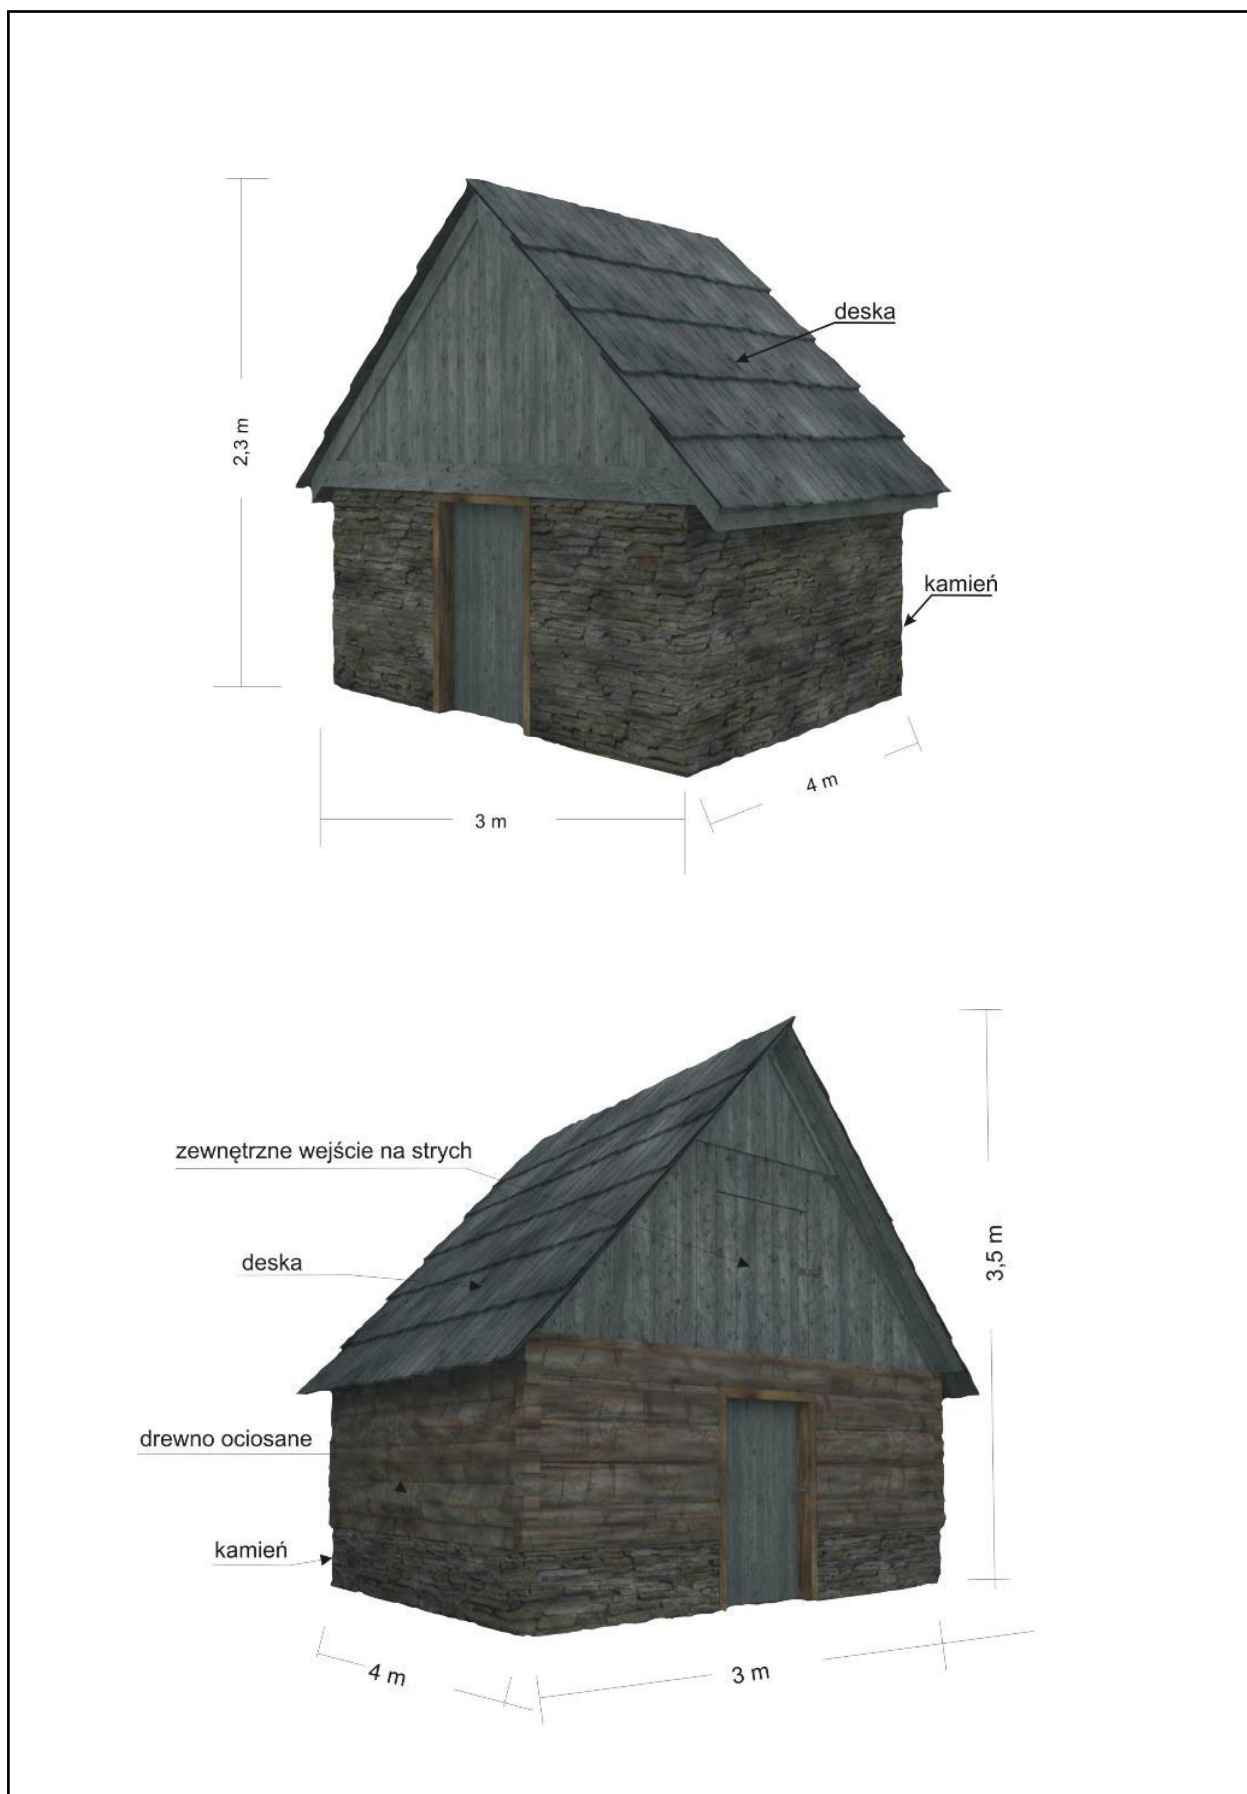 deska
2,3 m
kamień
4 m
3 m
zewnętrzne wejście na strych
3,5 m
deska
drewno ociosane
kamień
4 m
3 m